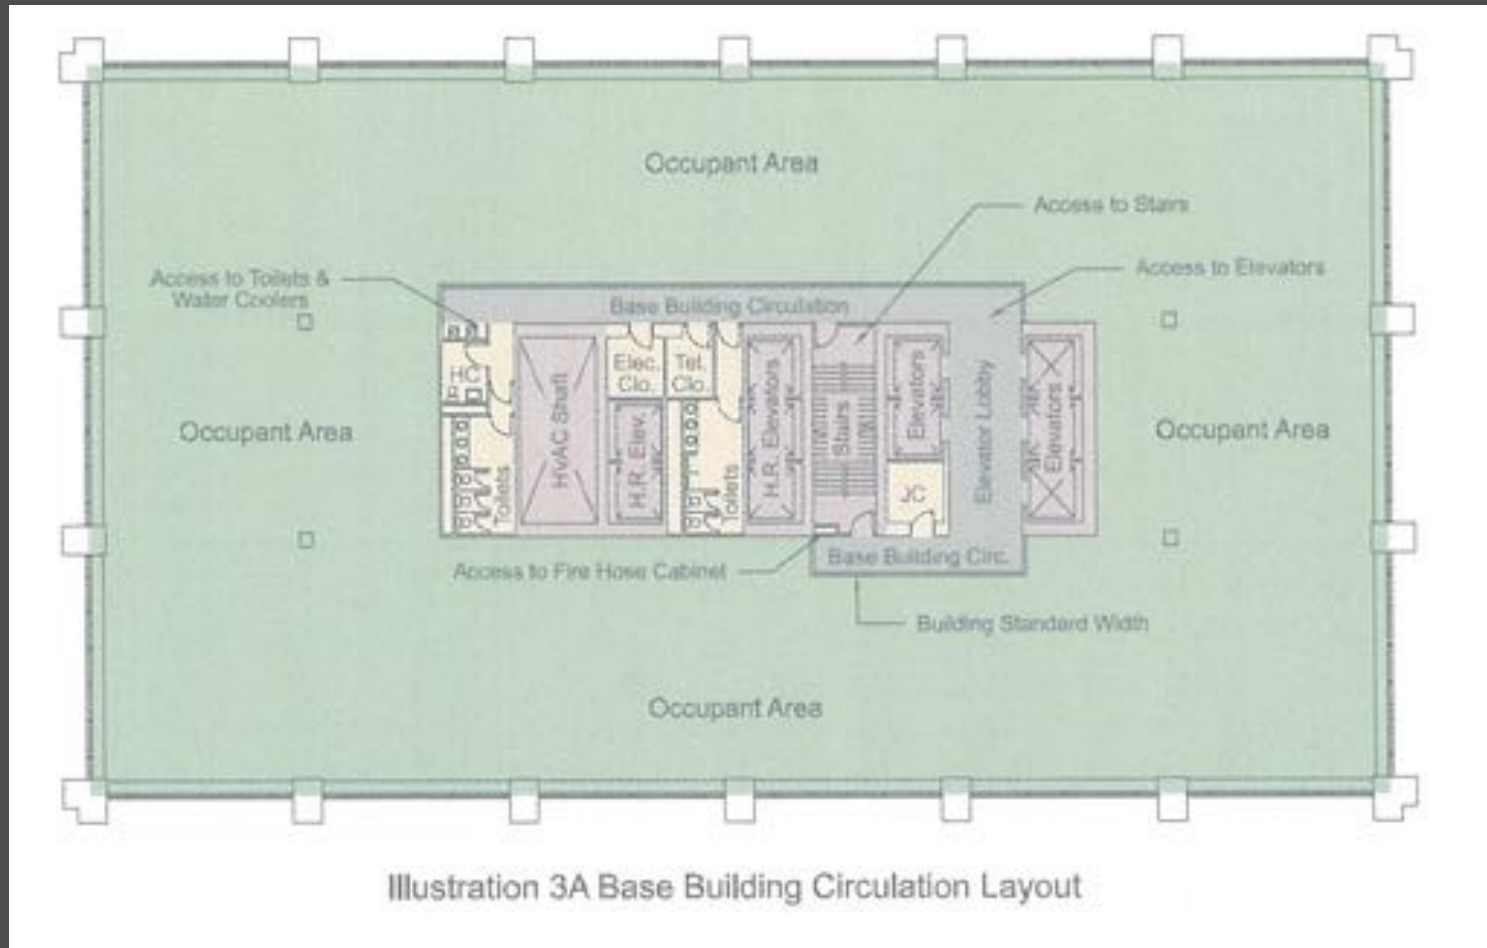 Occupant Area
Access to Stairs
Access to Elevators
Access to Toilets &
Water Coolers
Base Building Circulation
HC
Elec.
Clo.
Tel.
Clo.
HVAC Shaft
H.R. Elev.
Toilets
Toilets
H.R. Elevators
Stairs
Elevators
JC
Elevator Lobby
Elevators
Occupant Area
Occupant Area
Base Building Circ.
Access to Fire Hose Cabinet
Building Standard Width
Occupant Area
Illustration 3A Base Building Circulation Layout